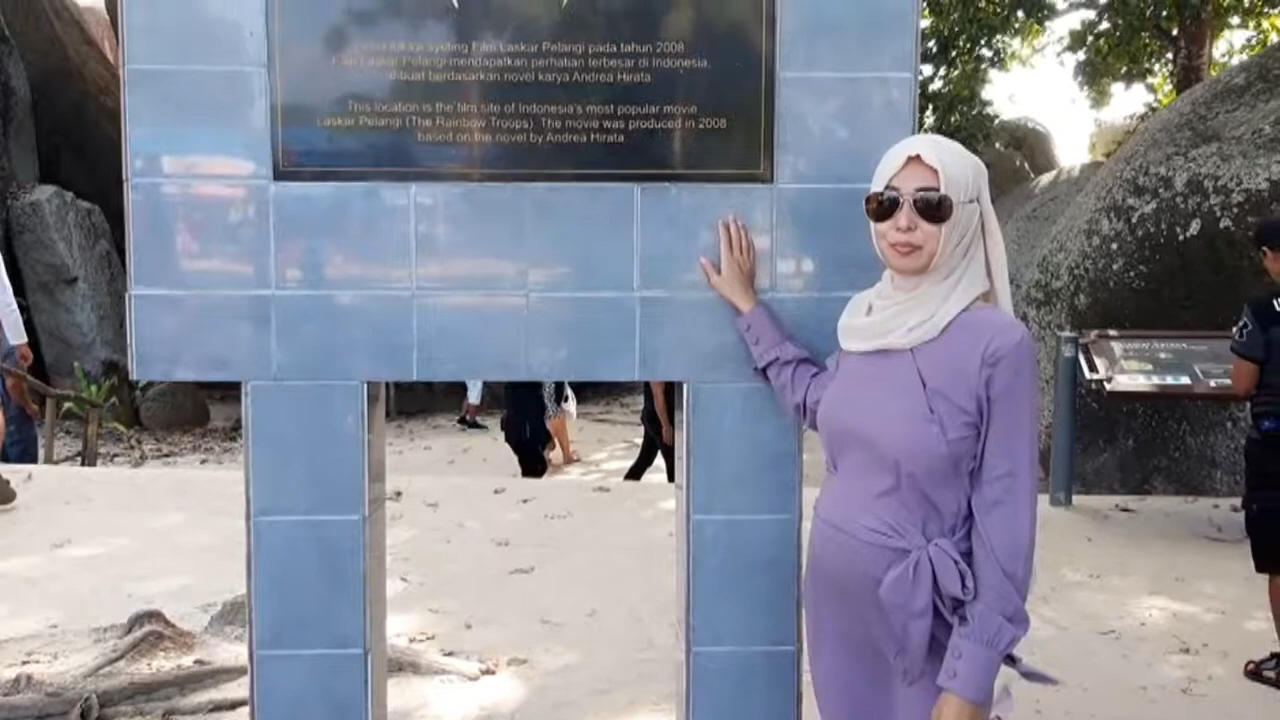 syuting Film Laskar Pelangi pada tahun 2008
Film Laskar Pelangi mendapatkan perhatian terbesar di Indonesia,
dibuat berdasarkan novel karya Andrea Hirata.
This location is the film site of Indonesia's most popular movie
Laskar Pelangi (The Rainbow Troops). The movie was produced in 2008
based on the novel by Andrea Hirata.